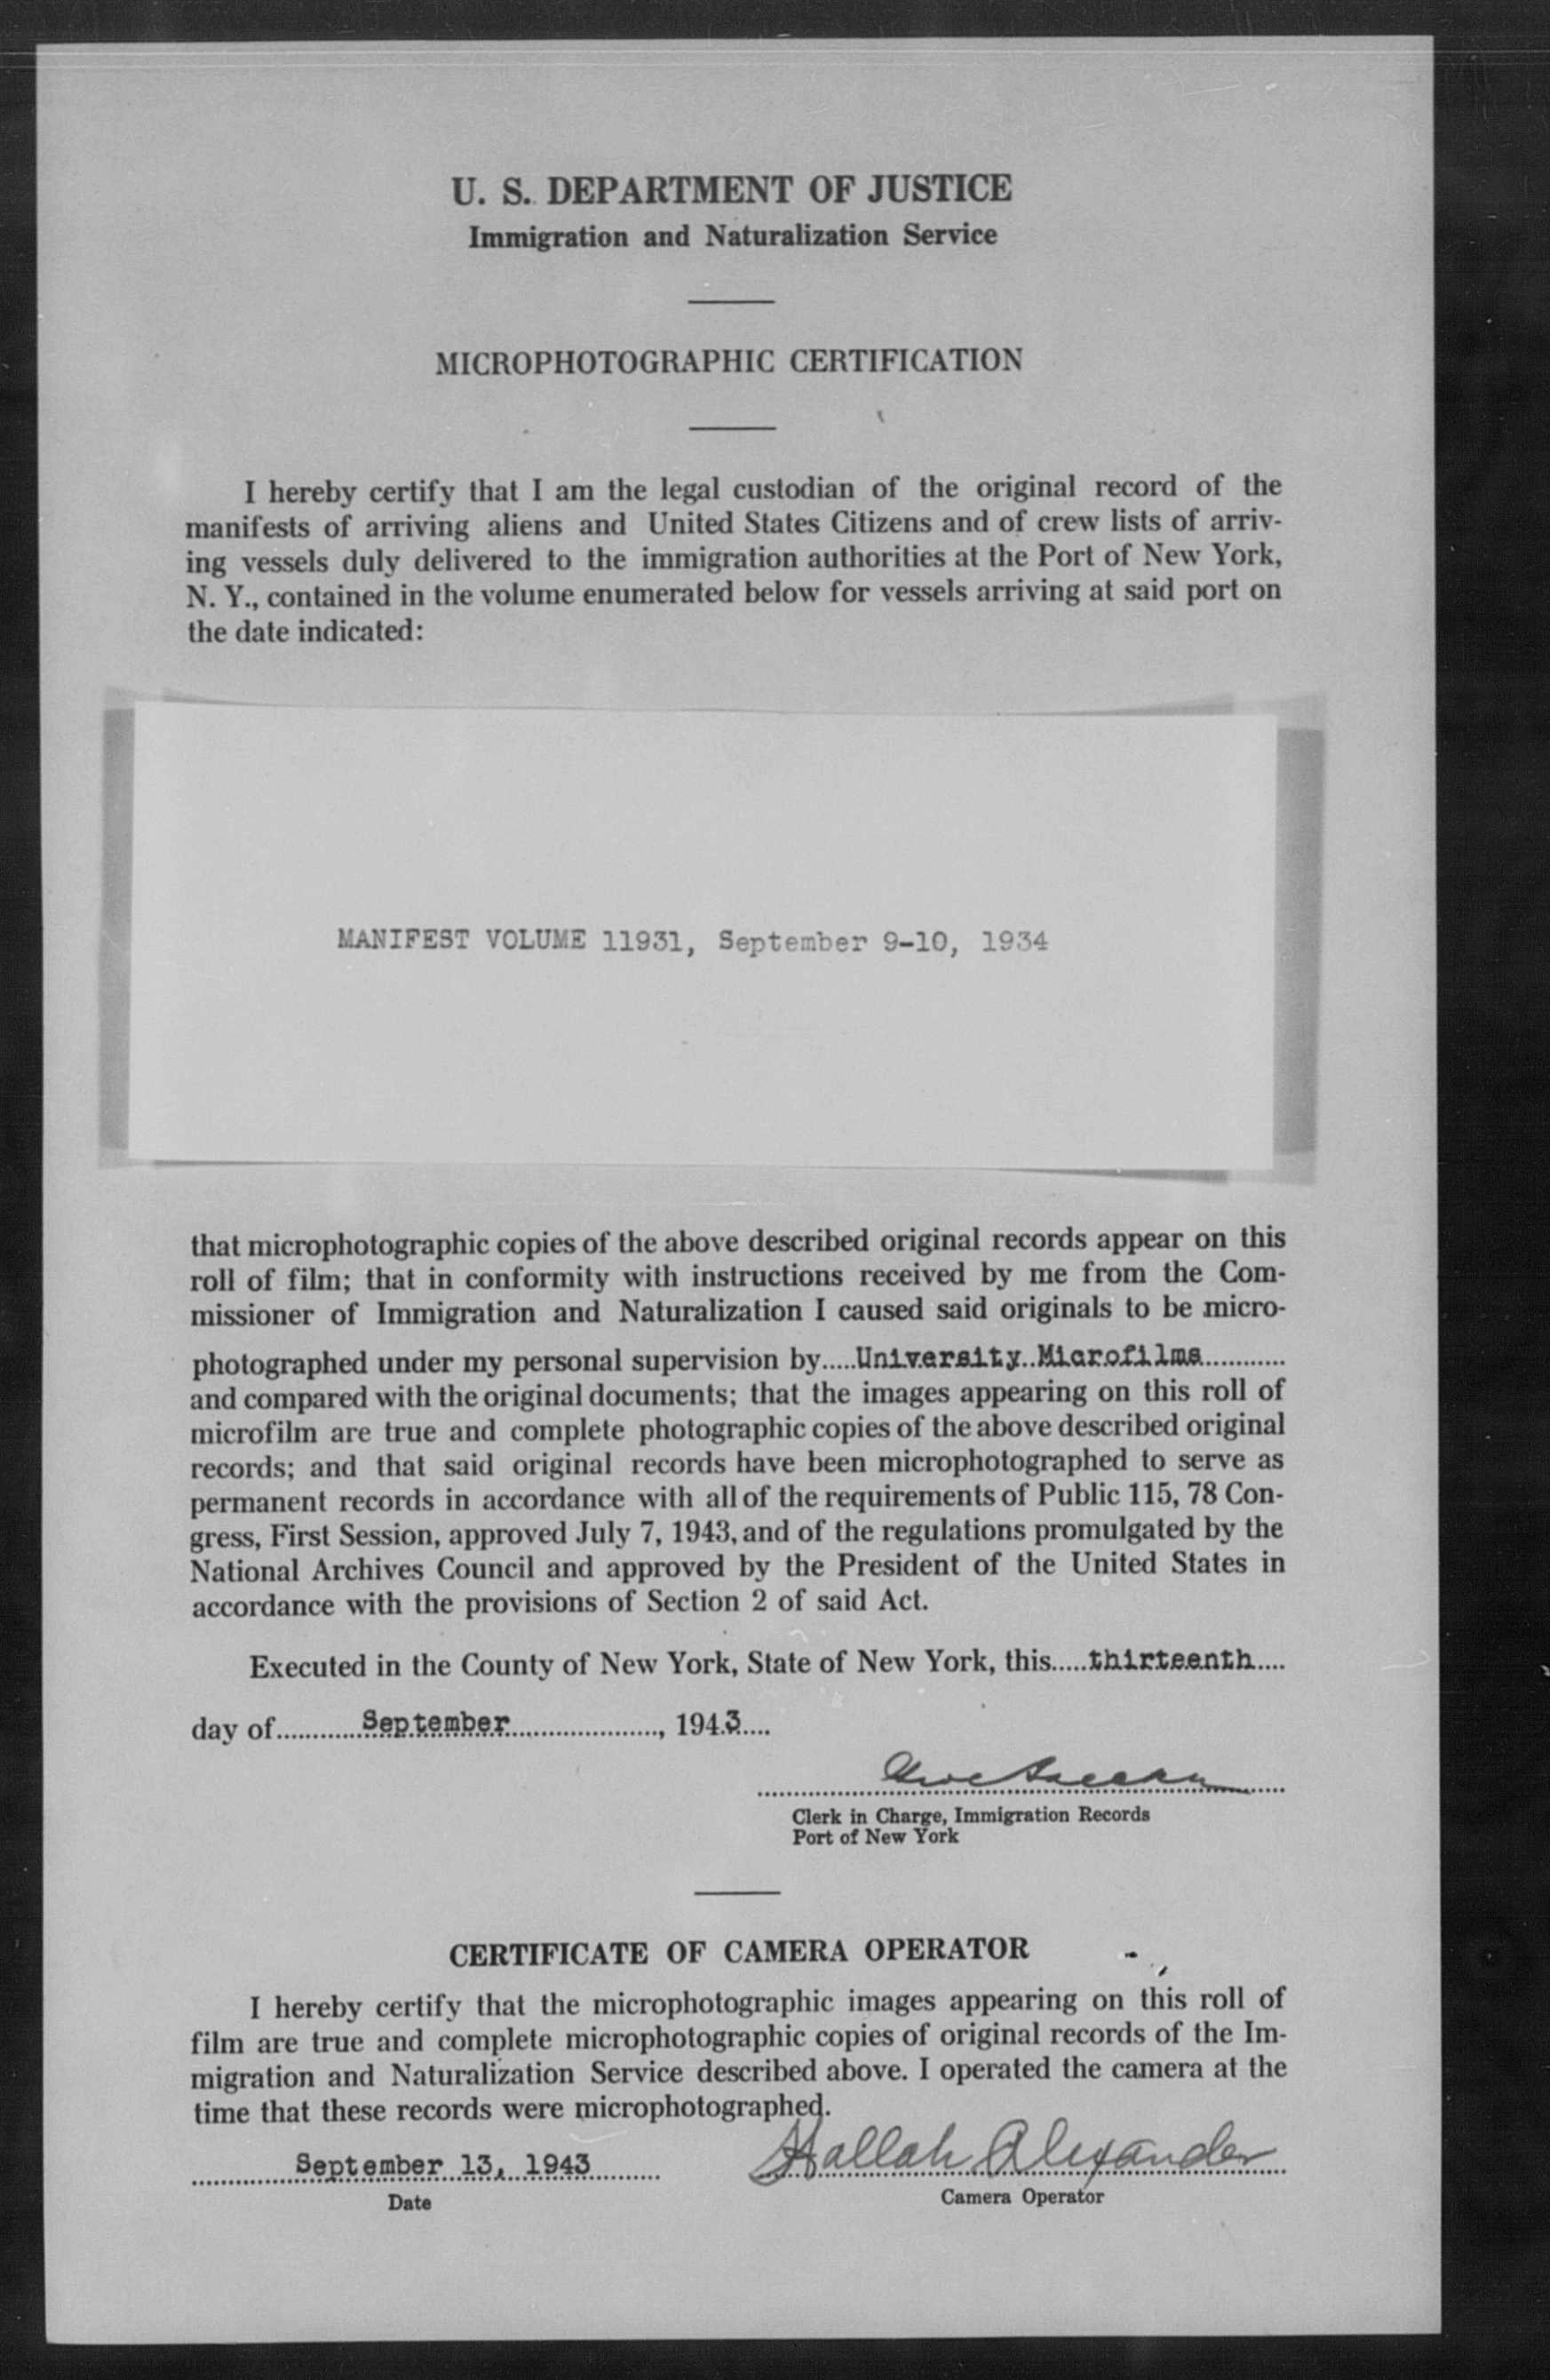 U. S. DEPARTMENT OF JUSTICE
Immigration and Naturalization Service
MICROPHOTOGRAPHIC CERTIFICATION
I hereby certify that I am the legal custodian of the original record of the
manifests of arriving aliens and United States Citizens and of crew lists of arriv-
ing vessels duly delivered to the immigration authorities at the Port of New York,
N. Y., contained in the volume enumerated below for vessels arriving at said port on
the date indicated:
MANIFEST VOLUME 11931, September 9-10, 1934
that microphotographic copies of the above described original records appear on this
roll of film; that in conformity with instructions received by me from the Com-
missioner of Immigration and Naturalization I caused said originals to be micro-
photographed under my personal supervision by.....University Microfilms............
and compared with the original documents; that the images appearing on this roll of
microfilm are true and complete photographic copies of the above described original
records; and that said original records have been microphotographed to serve as
permanent records in accordance with all of the requirements of Public 115, 78 Con-
gress, First Session, approved July 7, 1943, and of the regulations promulgated by the
National Archives Council and approved by the President of the United States in
accordance with the provisions of Section 2 of said Act.
Executed in the County of New York, State of New York, this.....thirteenth....
day of............September....................., 1943....
Clerk in Charge, Immigration Records
Port of New York
CERTIFICATE OF CAMERA OPERATOR
I hereby certify that the microphotographic images appearing on this roll of
film are true and complete microphotographic copies of original records of the Im-
migration and Naturalization Service described above. I operated the camera at the
time that these records were microphotographed.
September 13, 1943 Hallah Alexander
Date Camera Operator